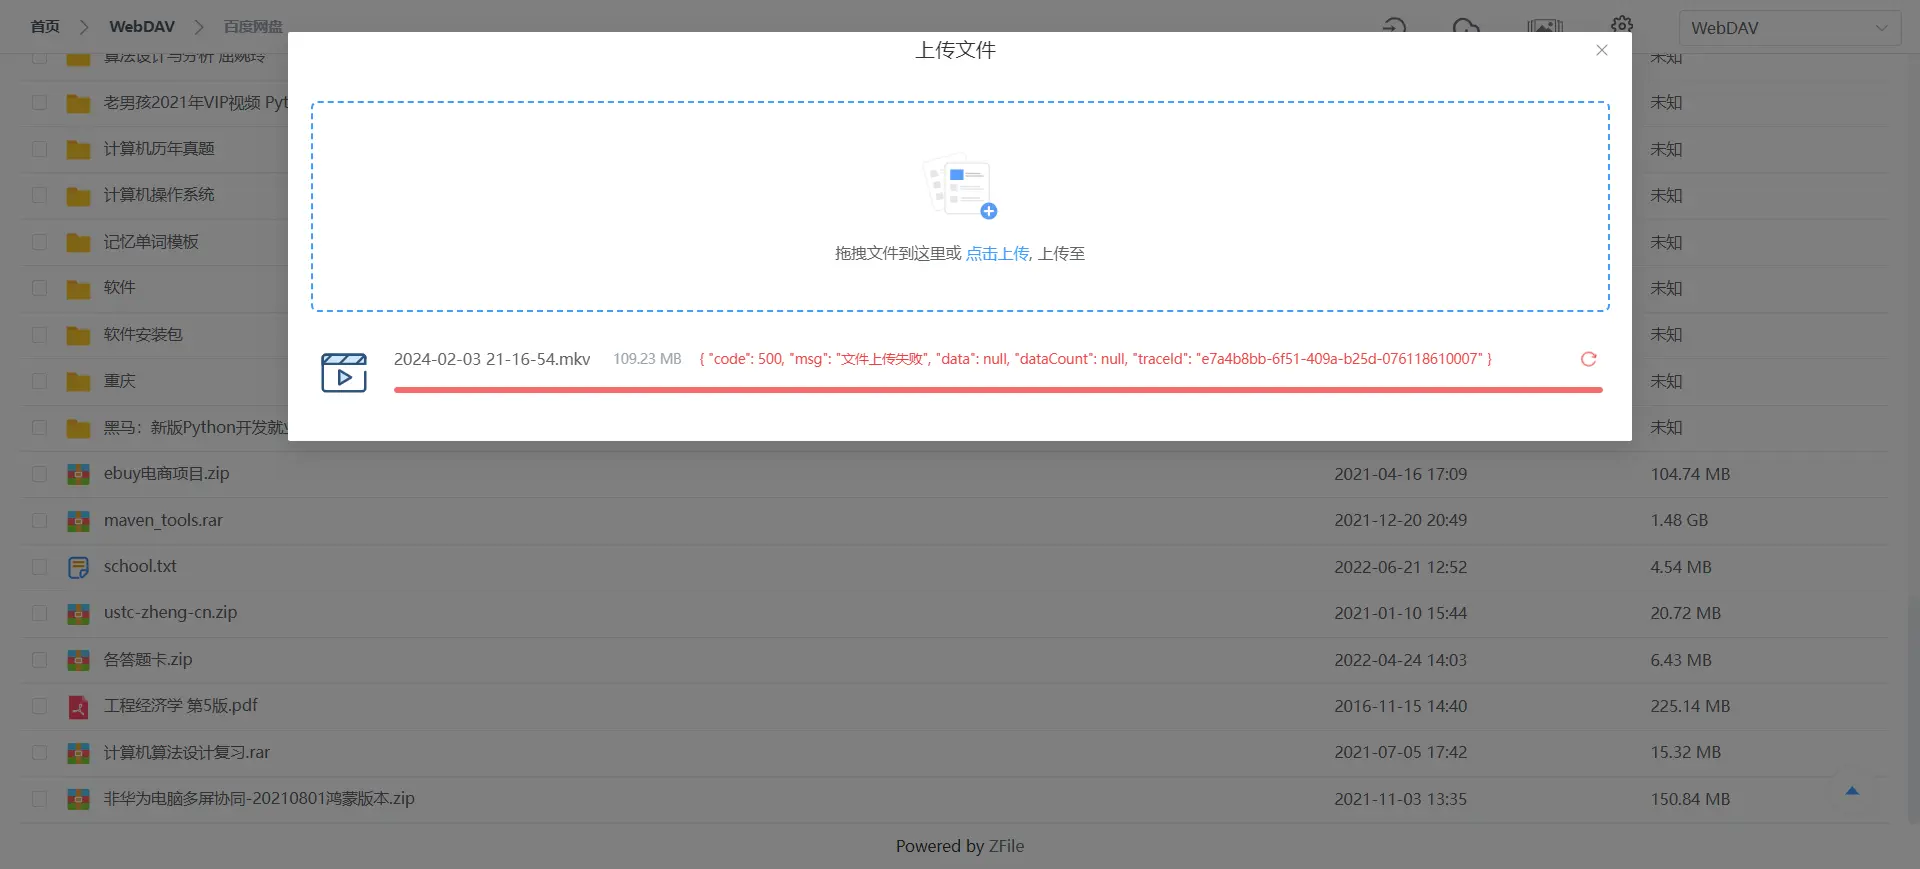 首页 WebDAV 百度网盘 WebDAV
上传文件
算法设计与分析 屈婉玲 未知
老男孩2021年VIP视频 Pyt 未知
计算机历年真题 未知
计算机操作系统 未知
记忆单词模板 未知
拖拽文件到这里或 点击上传, 上传至
软件 未知
软件安装包 未知
2024-02-03 21-16-54.mkv 109.23 MB { "code": 500, "msg": "文件上传失败", "data": null, "dataCount": null, "traceId": "e7a4b8bb-6f51-409a-b25d-076118610007" }
重庆 未知
黑马：新版Python开发就 未知
ebuy电商项目.zip 2021-04-16 17:09 104.74 MB
maven_tools.rar 2021-12-20 20:49 1.48 GB
school.txt 2022-06-21 12:52 4.54 MB
ustc-zheng-cn.zip 2021-01-10 15:44 20.72 MB
各答题卡.zip 2022-04-24 14:03 6.43 MB
工程经济学 第5版.pdf 2016-11-15 14:40 225.14 MB
计算机算法设计复习.rar 2021-07-05 17:42 15.32 MB
非华为电脑多屏协同-20210801鸿蒙版本.zip 2021-11-03 13:35 150.84 MB
Powered by ZFile